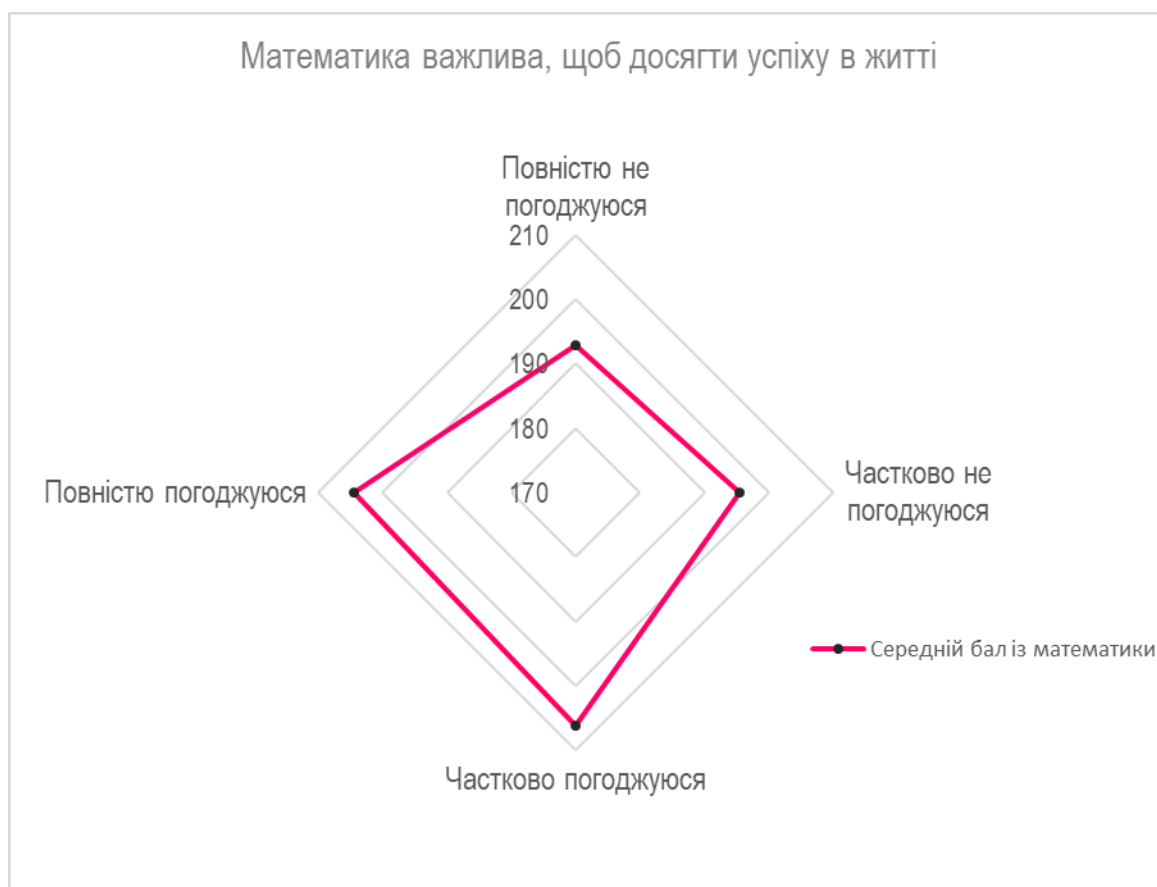 Математика важлива, щоб досягти успіху в житті
Повністю не
погоджуюся
210
200
190
180
170
Частково не
погоджуюся
Повністю погоджуюся
Середній бал із математики
Частково погоджуюся